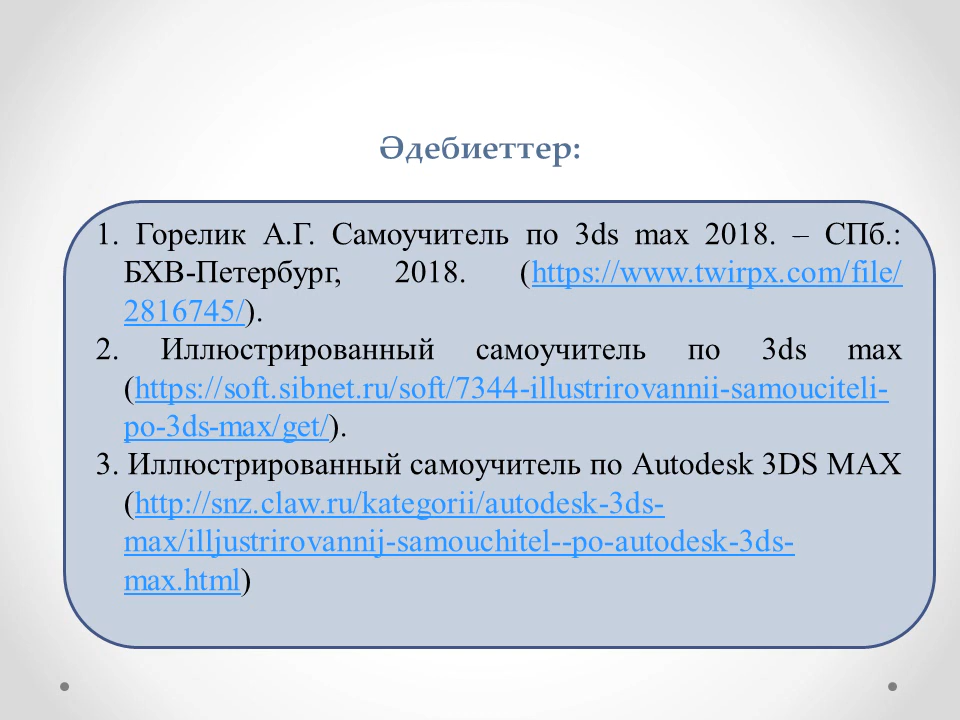 Әдебиеттер:
1. Горелик А.Г. Самоучитель по 3ds max 2018. – СПб.:
БХВ-Петербург, 2018. (https://www.twirpx.com/file/
2816745/).
2. Иллюстрированный самоучитель по 3ds max
(https://soft.sibnet.ru/soft/7344-illustrirovannii-samouciteli-
po-3ds-max/get/).
3. Иллюстрированный самоучитель по Autodesk 3DS MAX
(http://snz.claw.ru/kategorii/autodesk-3ds-
max/illjustrirovannij-samouchitel--po-autodesk-3ds-
max.html)